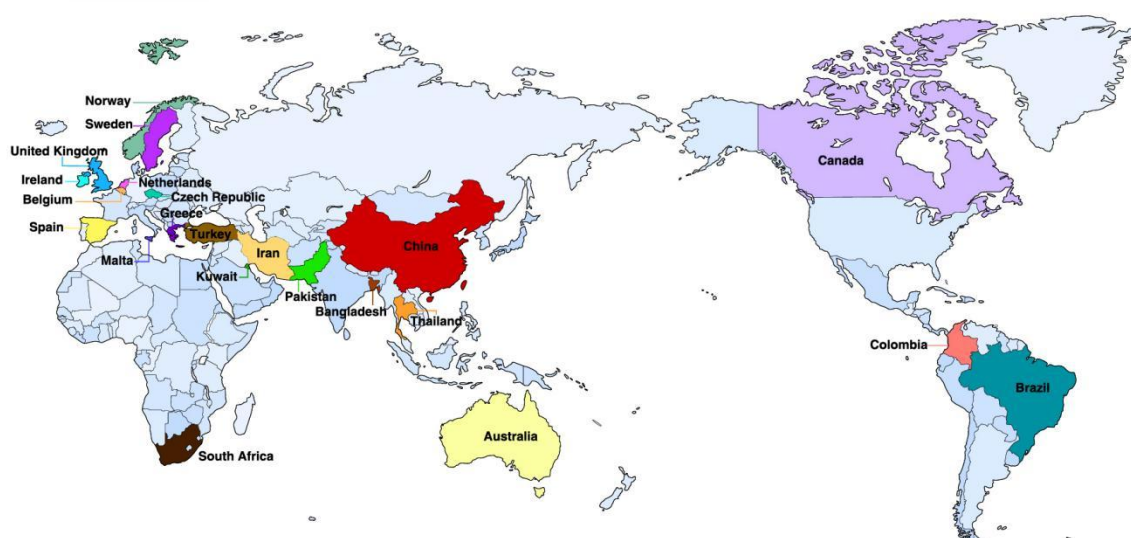 Norway
Sweden
United Kingdom
Ireland
Netherlands
Belgium
Czech Republic
Greece
Spain
Turkey
Malta
Iran
Kuwait
Pakistan
Bangladesh
China
Thailand
South Africa
Australia
Canada
Colombia
Brazil